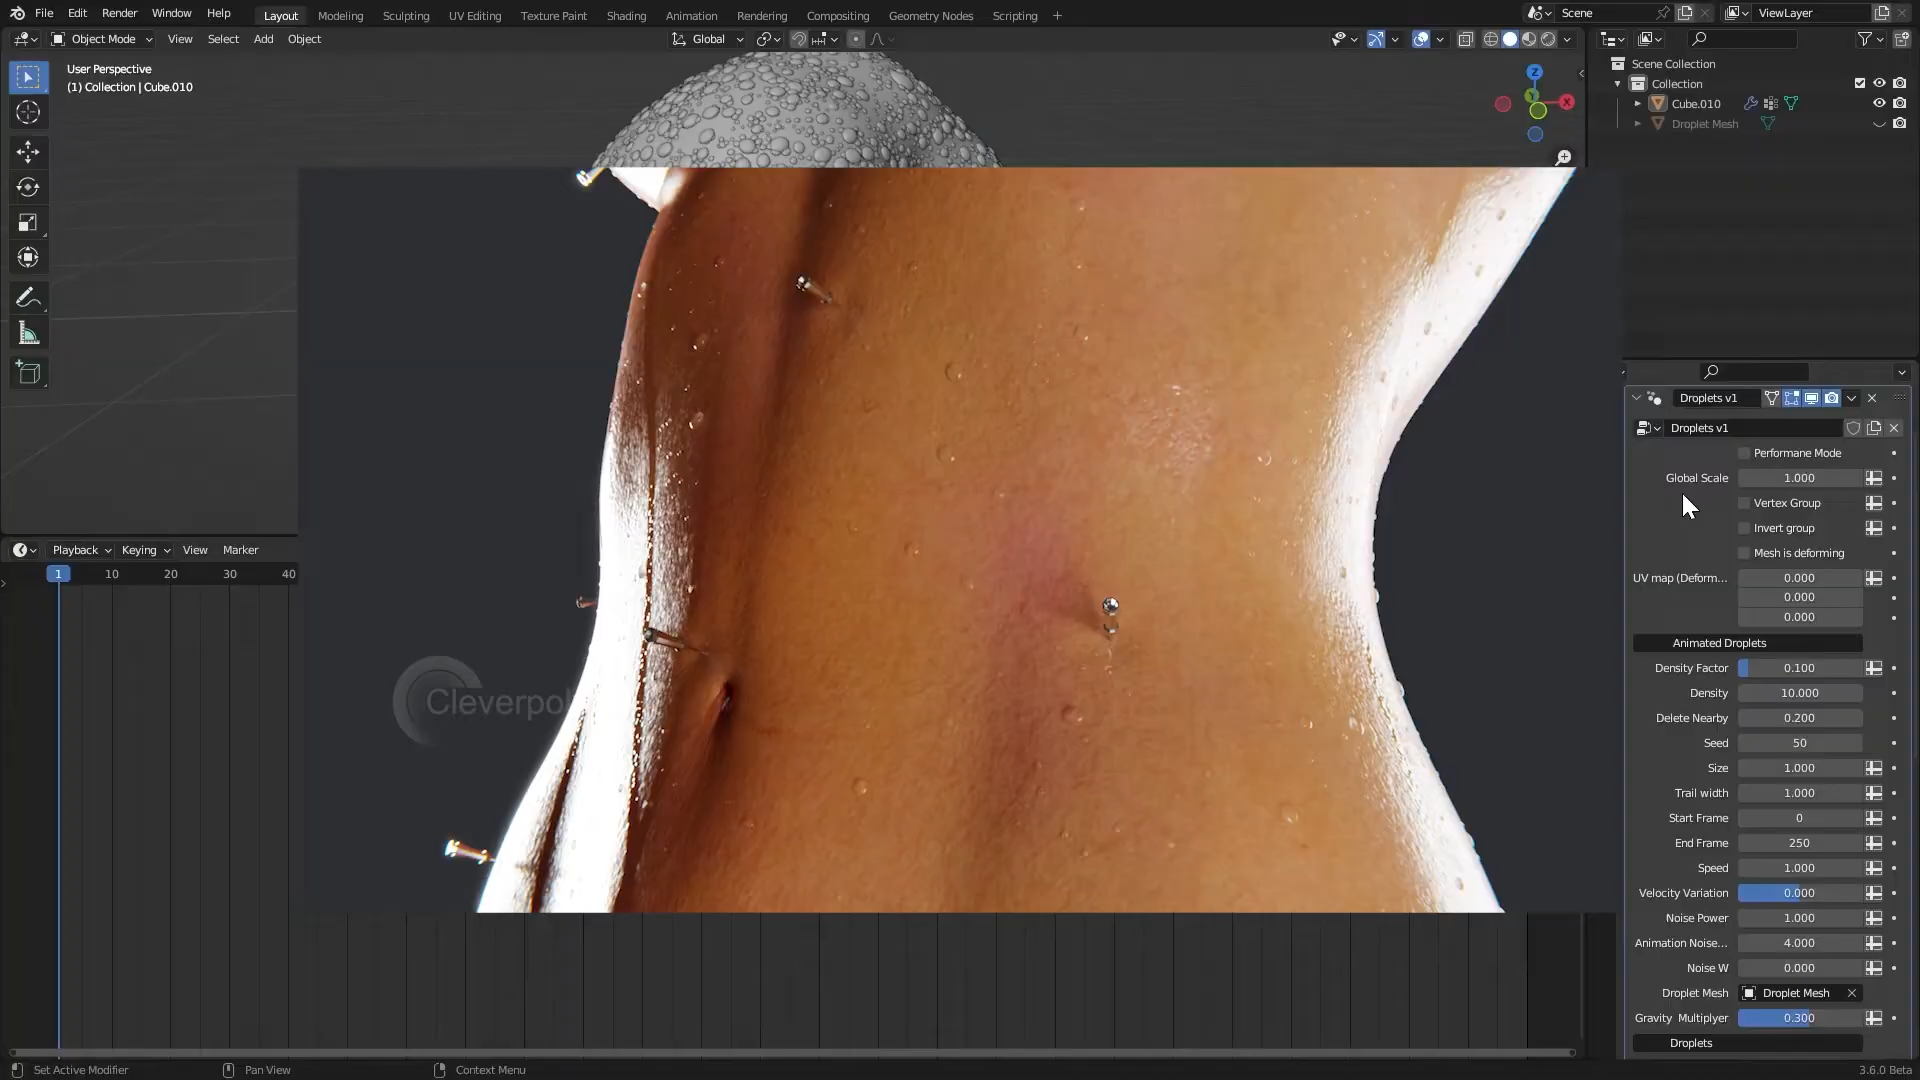 File Edit Render Window Help Layout Modeling Sculpting UV Editing Texture Paint Shading Animation Rendering Compositing Geometry Nodes Scripting + Scene ViewLayer
Object Mode View Select Add Object Global
User Perspective
(1) Collection | Cube.010
Z
Y
X
Scene Collection
Collection
Cube.010
Droplet Mesh
Droplets v1
Droplets v1
Performane Mode
Global Scale 1.000
Vertex Group
Invert group
Mesh is deforming
UV map (Deform... 0.000
0.000
0.000
Animated Droplets
Density Factor 0.100
Density 10.000
Delete Nearby 0.200
Seed 50
Size 1.000
Trail width 1.000
Start Frame 0
End Frame 250
Speed 1.000
Velocity Variation 0.000
Noise Power 1.000
Animation Noise... 4.000
Noise W 0.000
Droplet Mesh Droplet Mesh
Gravity Multiplyer 0.300
Droplets
Playback Keying View Marker
1 10 20 30 40
Cleverpol
Set Active Modifier Pan View Context Menu 3.6.0 Beta